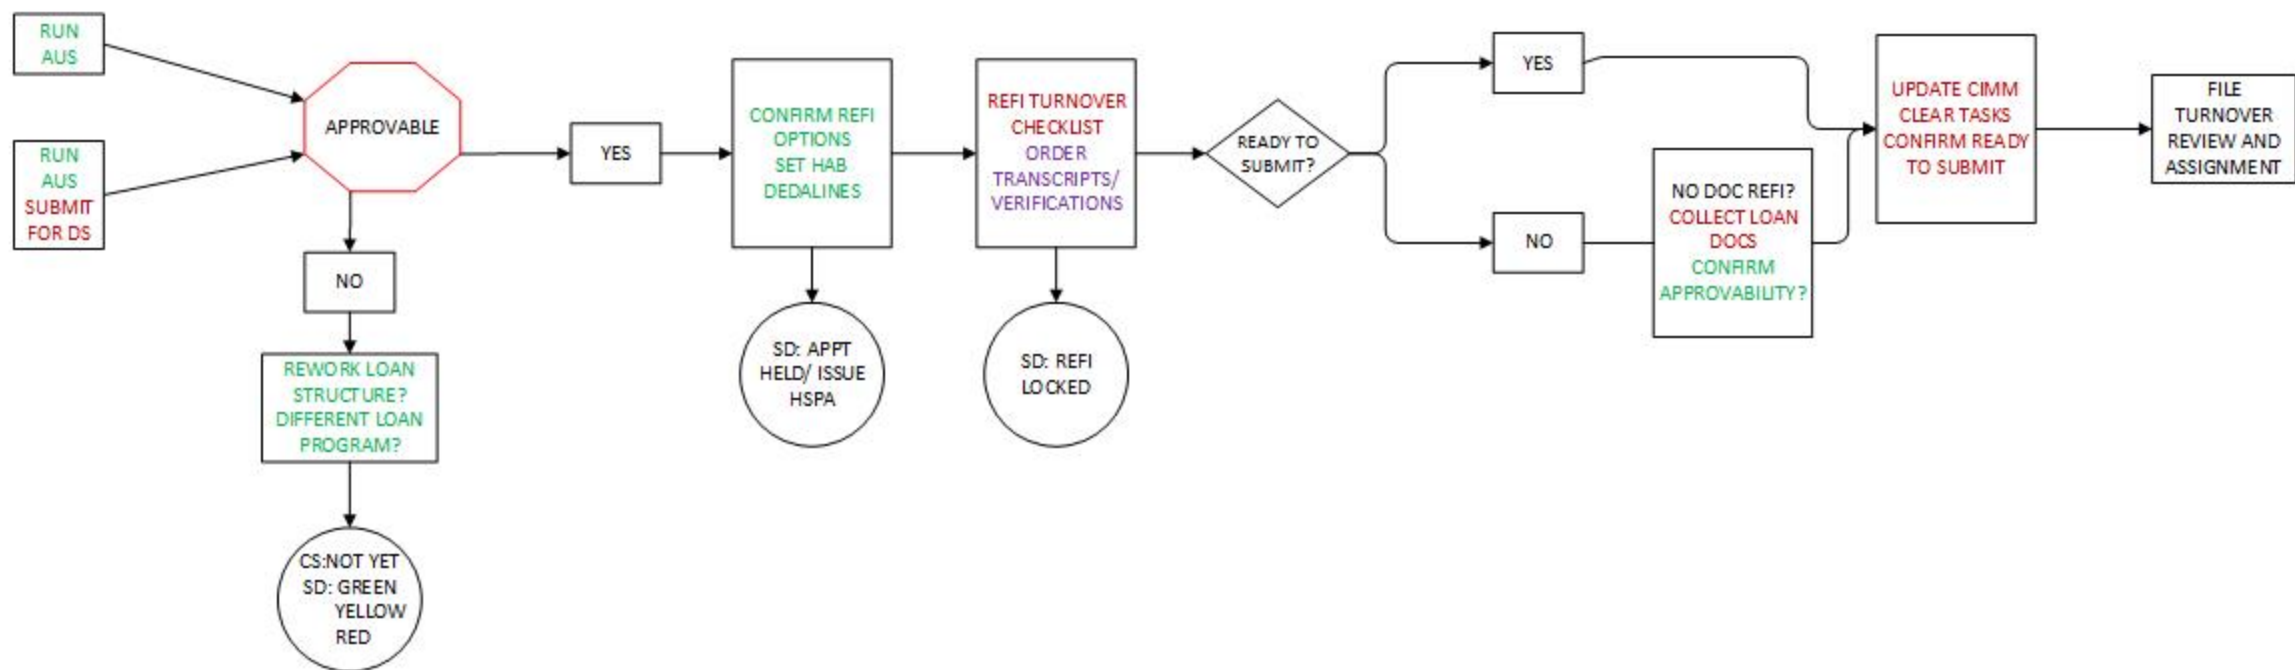 RUN
AUS
RUN
AUS
SUBMIT
FOR DS
APPROVABLE
NO
REWORK LOAN
STRUCTURE?
DIFFERENT LOAN
PROGRAM?
CS:NOT YET
SD: GREEN
YELLOW
RED
YES
CONFIRM REFI
OPTIONS
SET HAB
DEDALINES
SD: APPT
HELD/ ISSUE
HSPA
REFI TURNOVER
CHECKLIST
ORDER
TRANSCRIPTS/
VERIFICATIONS
SD: REFI
LOCKED
READY TO
SUBMIT?
YES
NO
NO DOC REFI?
COLLECT LOAN
DOCS
CONFIRM
APPROVABILITY?
UPDATE CIMM
CLEAR TASKS
CONFIRM READY
TO SUBMIT
FILE
TURNOVER
REVIEW AND
ASSIGNMENT